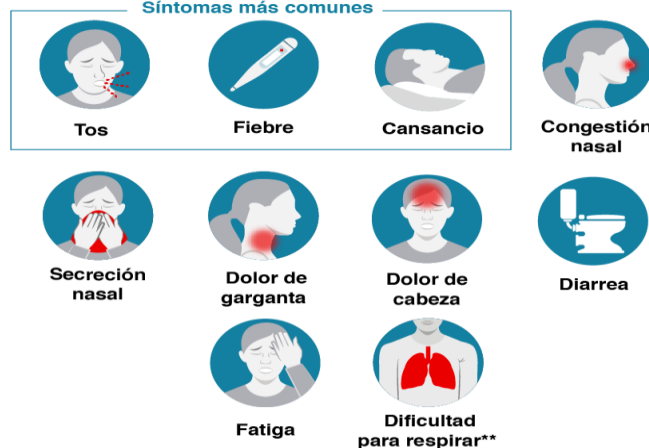 Síntomas más comunes
Tos
Fiebre
Cansancio
Congestión
nasal
Secreción
nasal
Dolor de
garganta
Dolor de
cabeza
Diarrea
Fatiga
Dificultad
para respirar**